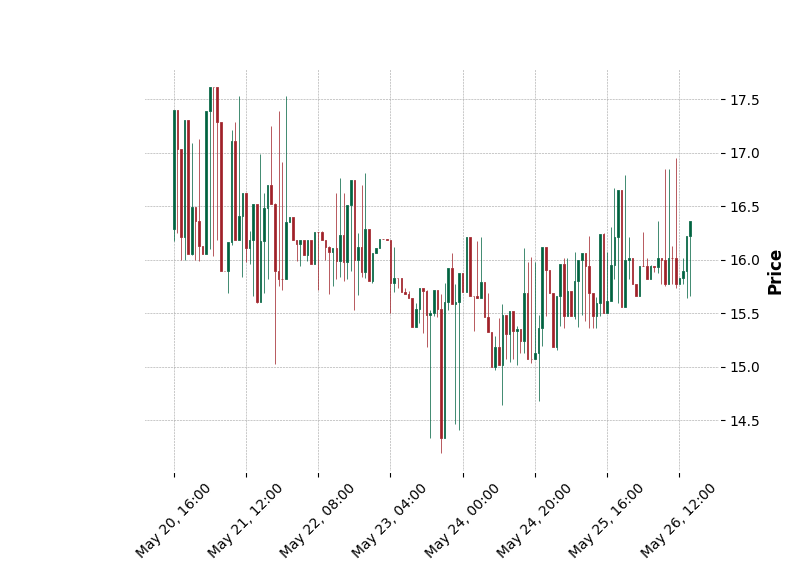 17.5
17.0
16.5
16.0
15.5
15.0
14.5
Price
May 20, 16:00
May 21, 12:00
May 22, 08:00
May 23, 04:00
May 24, 00:00
May 24, 20:00
May 25, 16:00
May 26, 12:00